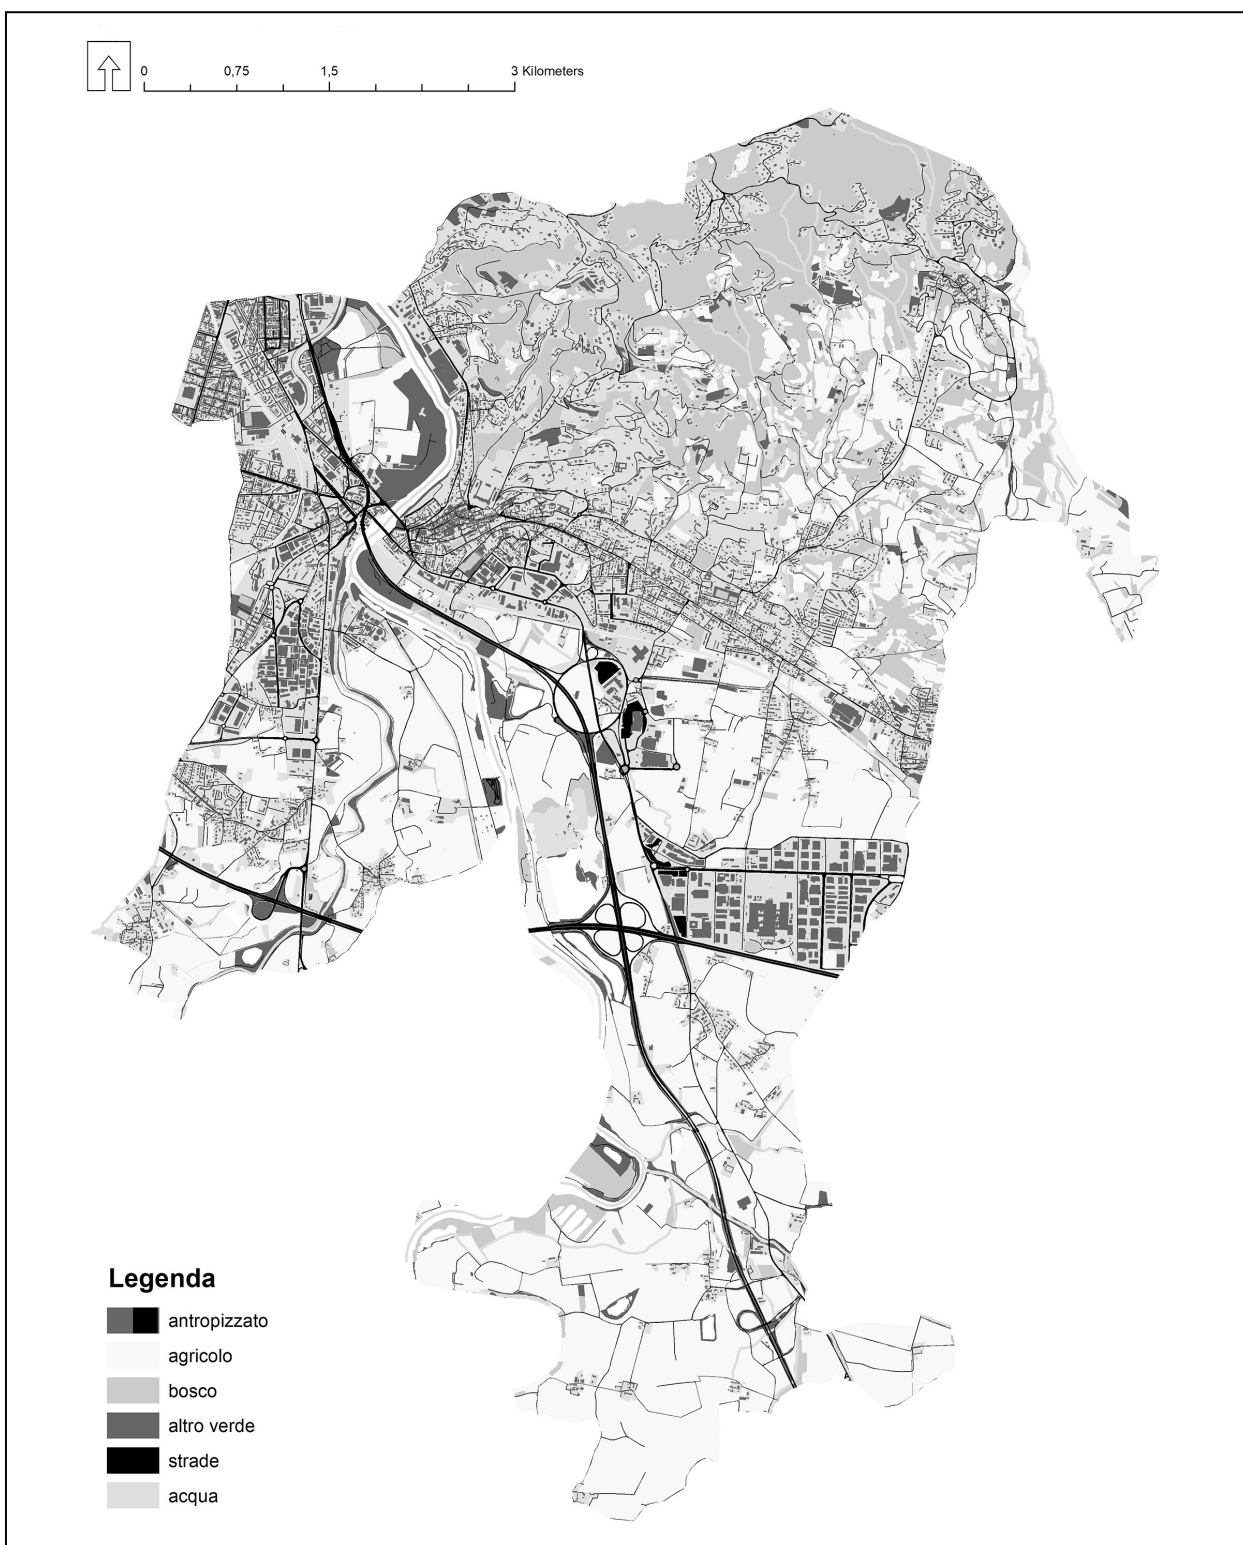 0 0,75 1,5 3 Kilometers
Legenda
antropizzato
agricolo
bosco
altro verde
strade
acqua